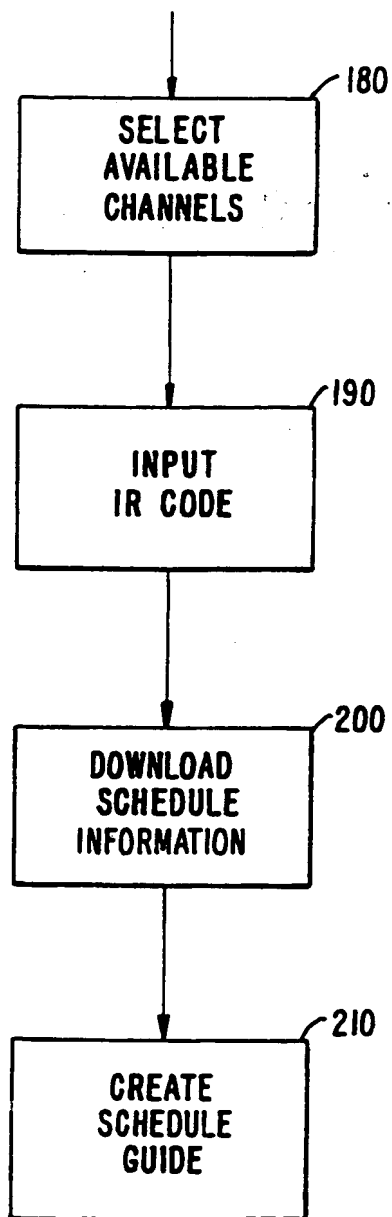 180
SELECT
AVAILABLE
CHANNELS
190
INPUT
IR CODE
200
DOWNLOAD
SCHEDULE
INFORMATION
210
CREATE
SCHEDULE
GUIDE